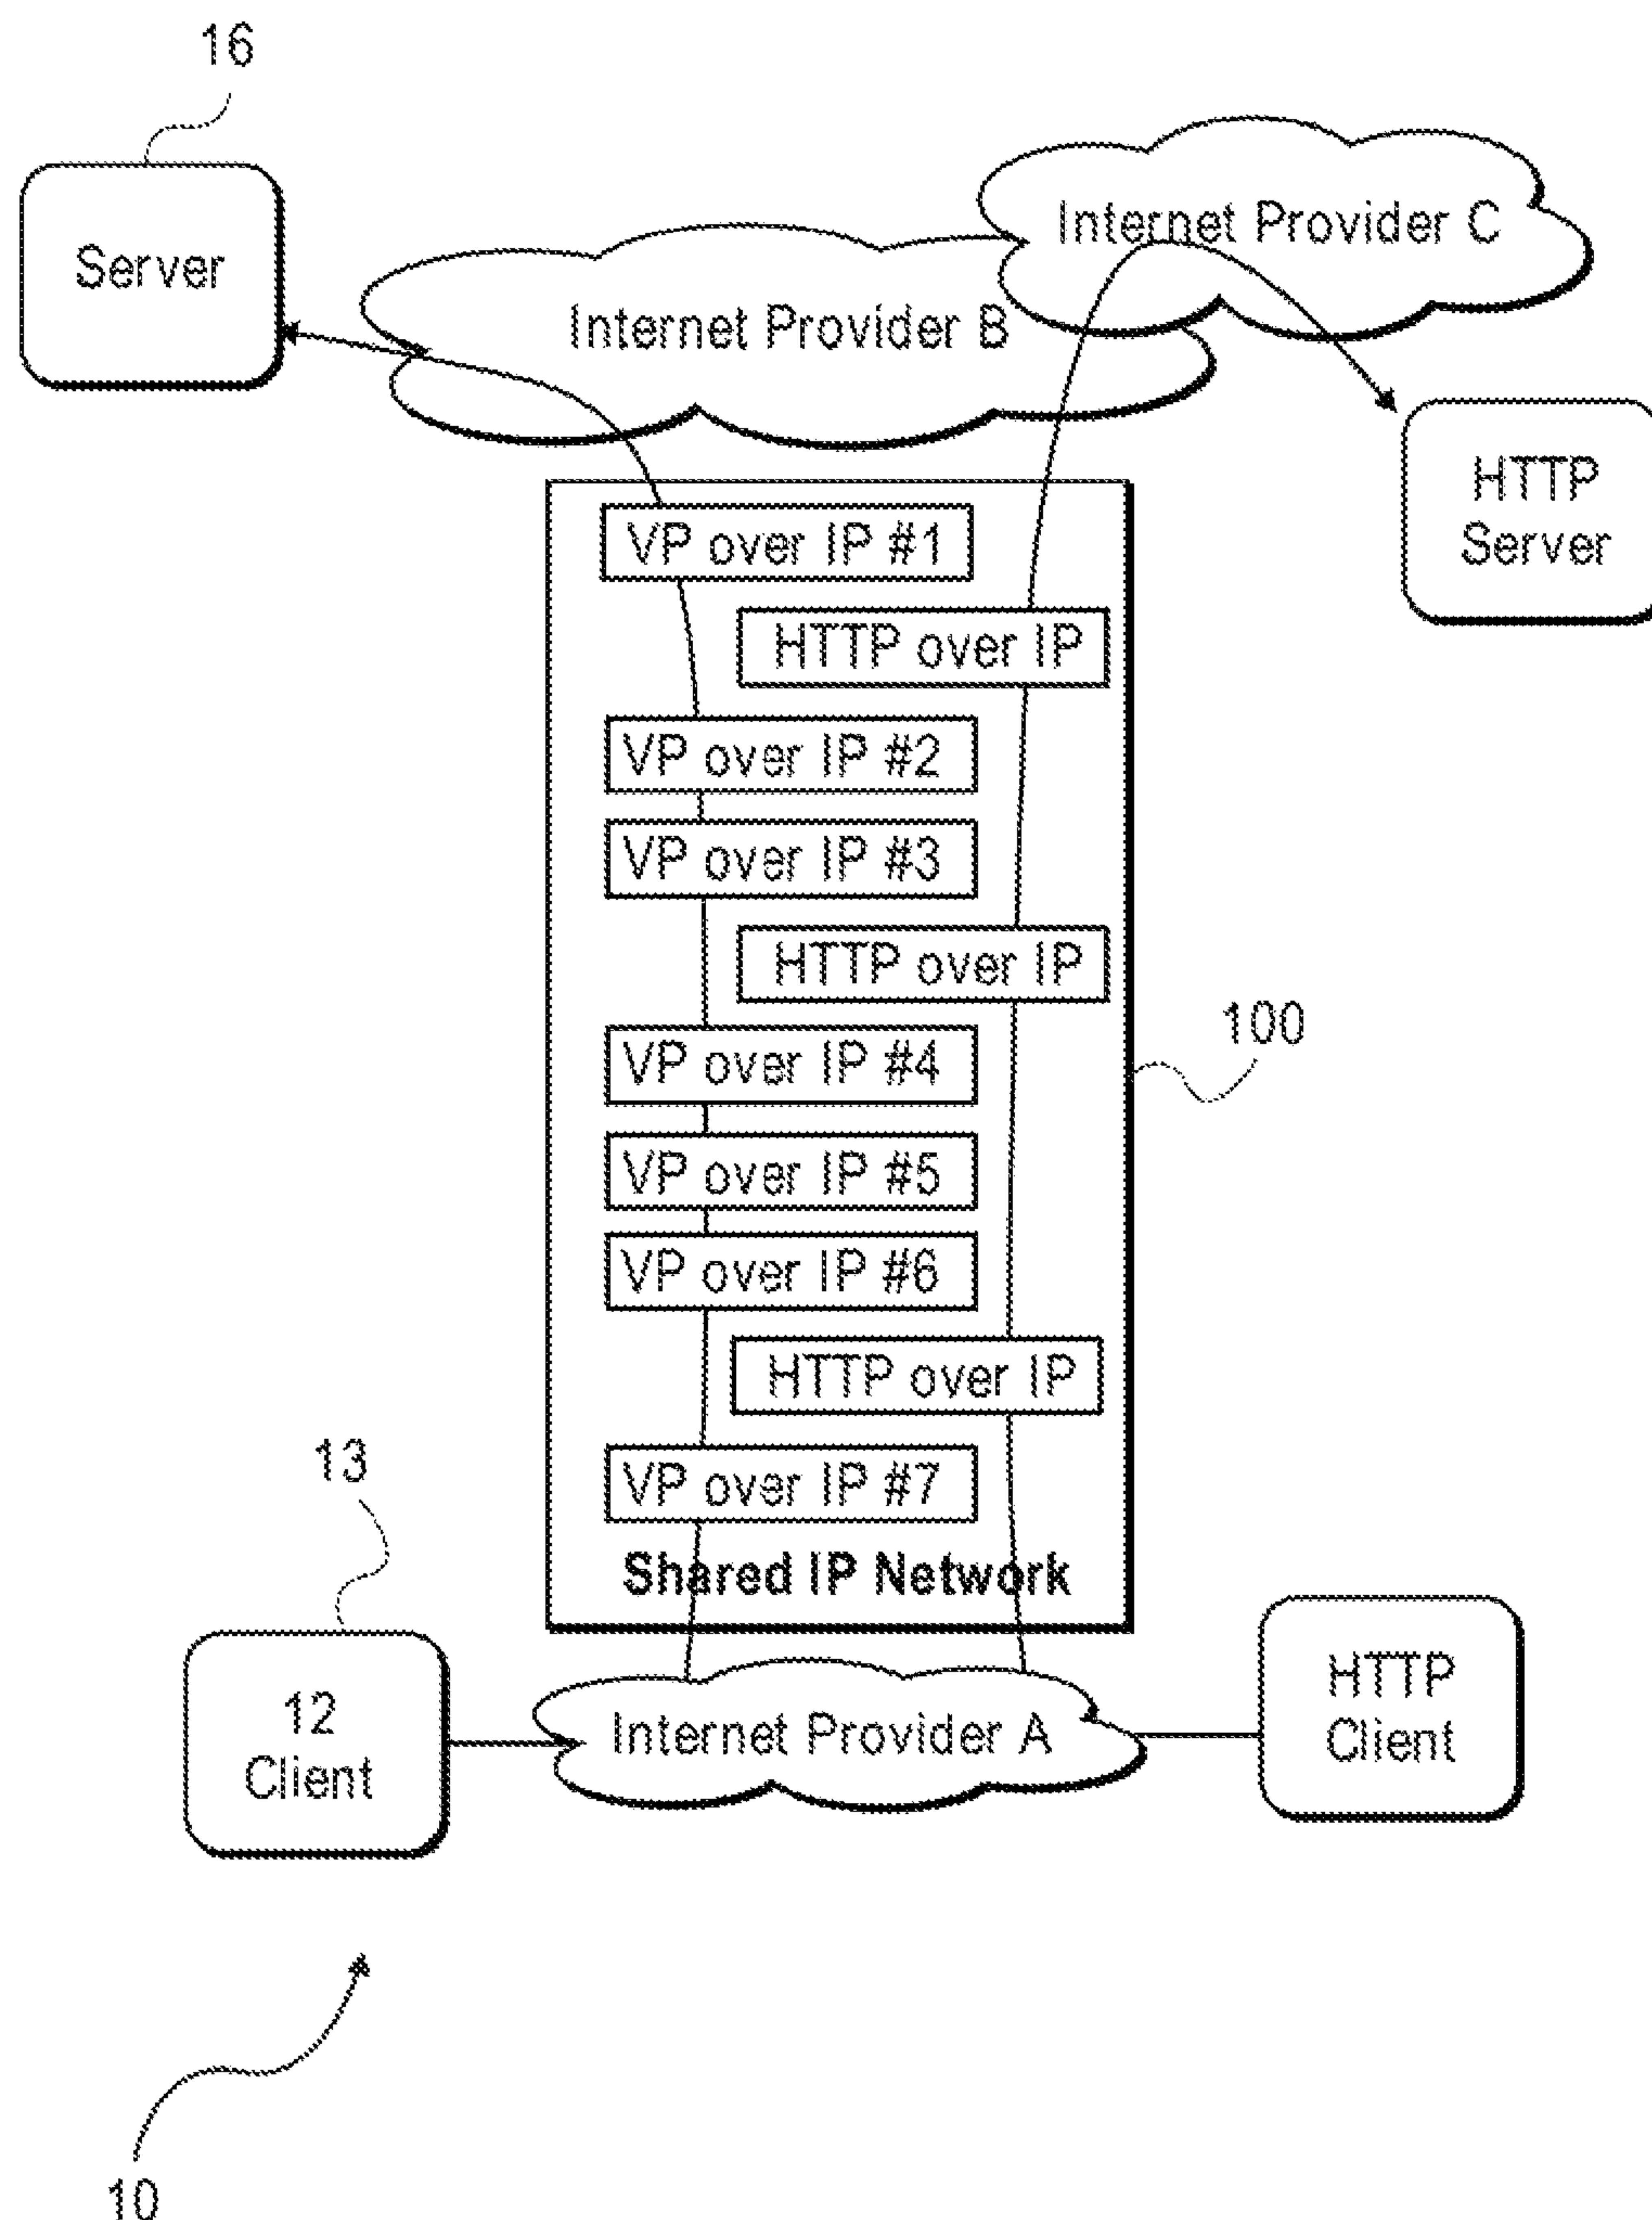 16
Server
Internet Provider C
Internet Provider B
HTTP
Server
VP over IP #1
HTTP over IP
VP over IP #2
VP over IP #3
HTTP over IP
100
VP over IP #4
VP over IP #5
VP over IP #6
HTTP over IP
13
VP over IP #7
Shared IP Network
12
Client
Internet Provider A
HTTP
Client
10